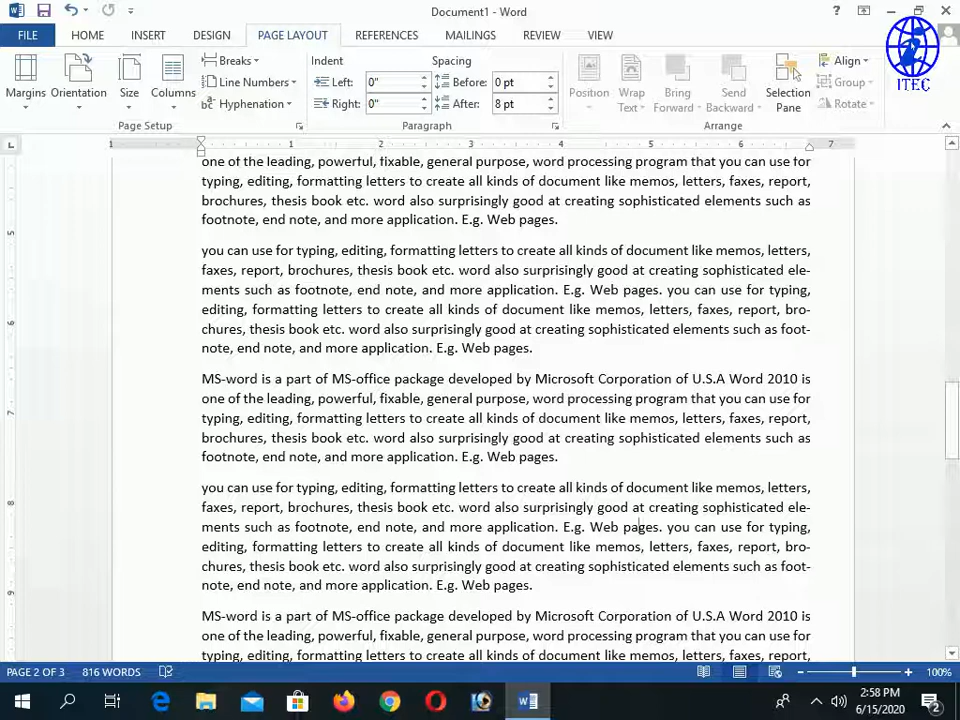 Document1 - Word
FILE HOME INSERT DESIGN PAGE LAYOUT REFERENCES MAILINGS REVIEW VIEW
ITEC
Margins Orientation Size Columns
Breaks
Line Numbers
Hyphenation
Page Setup
Indent Spacing
Left: 0" Before: 0 pt
Right: 0" After: 8 pt
Paragraph
Position Wrap Text Bring Forward Send Backward Selection Pane
Align
Group
Rotate
Arrange
1 1 2 3 4 5 6 7
one of the leading, powerful, fixable, general purpose, word processing program that you can use for
typing, editing, formatting letters to create all kinds of document like memos, letters, faxes, report,
brochures, thesis book etc. word also surprisingly good at creating sophisticated elements such as
footnote, end note, and more application. E.g. Web pages.
you can use for typing, editing, formatting letters to create all kinds of document like memos, letters,
faxes, report, brochures, thesis book etc. word also surprisingly good at creating sophisticated ele-
ments such as footnote, end note, and more application. E.g. Web pages. you can use for typing,
editing, formatting letters to create all kinds of document like memos, letters, faxes, report, bro-
chures, thesis book etc. word also surprisingly good at creating sophisticated elements such as foot-
note, end note, and more application. E.g. Web pages.
MS-word is a part of MS-office package developed by Microsoft Corporation of U.S.A Word 2010 is
one of the leading, powerful, fixable, general purpose, word processing program that you can use for
typing, editing, formatting letters to create all kinds of document like memos, letters, faxes, report,
brochures, thesis book etc. word also surprisingly good at creating sophisticated elements such as
footnote, end note, and more application. E.g. Web pages.
you can use for typing, editing, formatting letters to create all kinds of document like memos, letters,
faxes, report, brochures, thesis book etc. word also surprisingly good at creating sophisticated ele-
ments such as footnote, end note, and more application. E.g. Web pages. you can use for typing,
editing, formatting letters to create all kinds of document like memos, letters, faxes, report, bro-
chures, thesis book etc. word also surprisingly good at creating sophisticated elements such as foot-
note, end note, and more application. E.g. Web pages.
MS-word is a part of MS-office package developed by Microsoft Corporation of U.S.A Word 2010 is
one of the leading, powerful, fixable, general purpose, word processing program that you can use for
typing, editing, formatting letters to create all kinds of document like memos, letters, faxes, report,
5
6
7
8
9
PAGE 2 OF 3 816 WORDS 100%
2:58 PM
6/15/2020
2